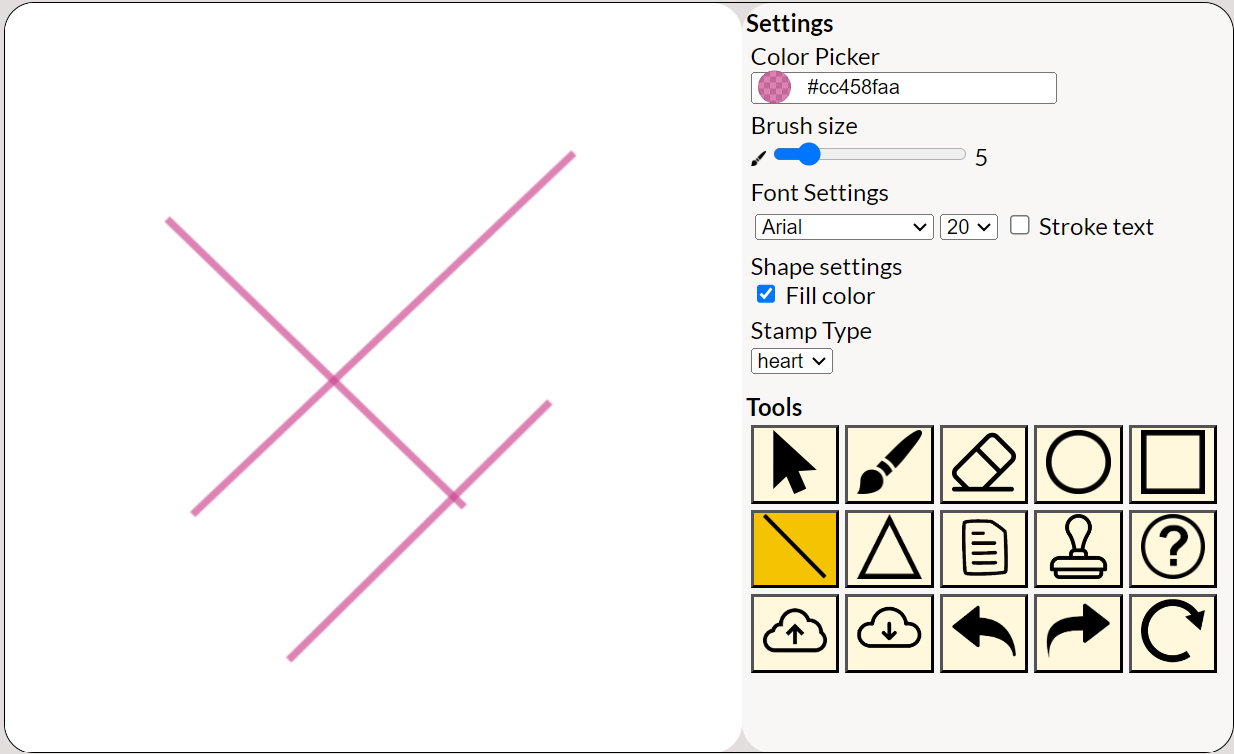 Settings
Color Picker
#cc458faa
Brush size
5
Font Settings
Arial 20 Stroke text
Shape settings
Fill color
Stamp Type
heart
Tools
?